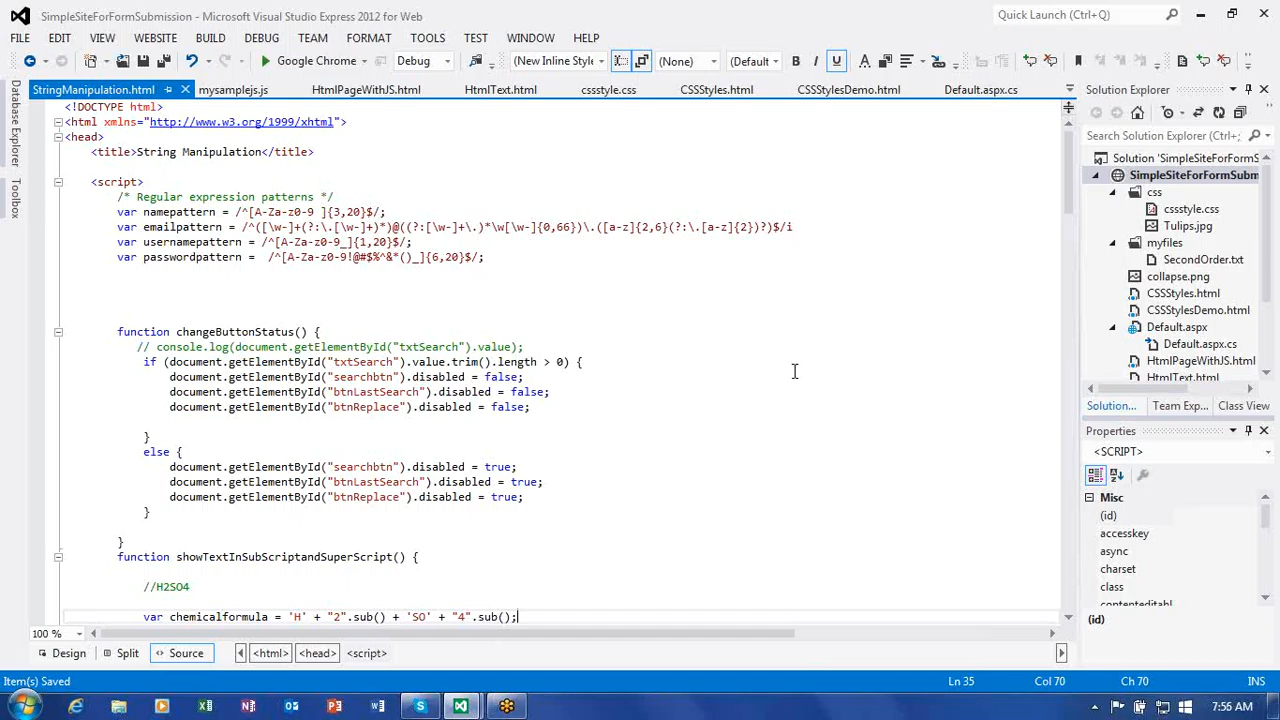 SimpleSiteForFormSubmission - Microsoft Visual Studio Express 2012 for Web
Quick Launch (Ctrl+Q)
FILE EDIT VIEW WEBSITE BUILD DEBUG TEAM FORMAT TOOLS TEST WINDOW HELP
Google Chrome Debug (New Inline Style (None) (Default) B I U A
StringManipulation.html mysamplejs.js HtmlPageWithJS.html HtmlText.html cssstyle.css CSSStyles.html CSSStylesDemo.html Default.aspx.cs
Database Explorer
Toolbox
<!DOCTYPE html>
<html xmlns="http://www.w3.org/1999/xhtml">
<head>
<title>String Manipulation</title>
<script>
/* Regular expression patterns */
var namepattern = /^[A-Za-z0-9 ]{3,20}$/;
var emailpattern = /^([\w-]+(?:\.[\w-]+)*)@((?:[\w-]+\.)*\w[\w-]{0,66})\.([a-z]{2,6}(?:\.[a-z]{2})?)$/i
var usernamepattern = /^[A-Za-z0-9_]{1,20}$/;
var passwordpattern =  /^[A-Za-z0-9!@#$%^&*()_]{6,20}$/;
function changeButtonStatus() {
// console.log(document.getElementById("txtSearch").value);
if (document.getElementById("txtSearch").value.trim().length > 0) {
document.getElementById("searchbtn").disabled = false;
document.getElementById("btnLastSearch").disabled = false;
document.getElementById("btnReplace").disabled = false;
}
else {
document.getElementById("searchbtn").disabled = true;
document.getElementById("btnLastSearch").disabled = true;
document.getElementById("btnReplace").disabled = true;
}
}
function showTextInSubScriptandSuperScript() {
//H2SO4
var chemicalformula = 'H' + "2".sub() + 'SO' + "4".sub();
100 %
Design Split Source <html> <head> <script>
Solution Explorer
Search Solution Explorer (Ctrl+;
Solution 'SimpleSiteForFormS
SimpleSiteForFormSubm
css
cssstyle.css
Tulips.jpg
myfiles
SecondOrder.txt
collapse.png
CSSStyles.html
CSSStylesDemo.html
Default.aspx
Default.aspx.cs
HtmlPageWithJS.html
HtmlText.html
Solution... Team Exp... Class View
Properties
<SCRIPT>
Misc
(id)
accesskey
async
charset
class
contenteditabl
(id)
Item(s) Saved Ln 35 Col 70 Ch 70 INS
7:56 AM